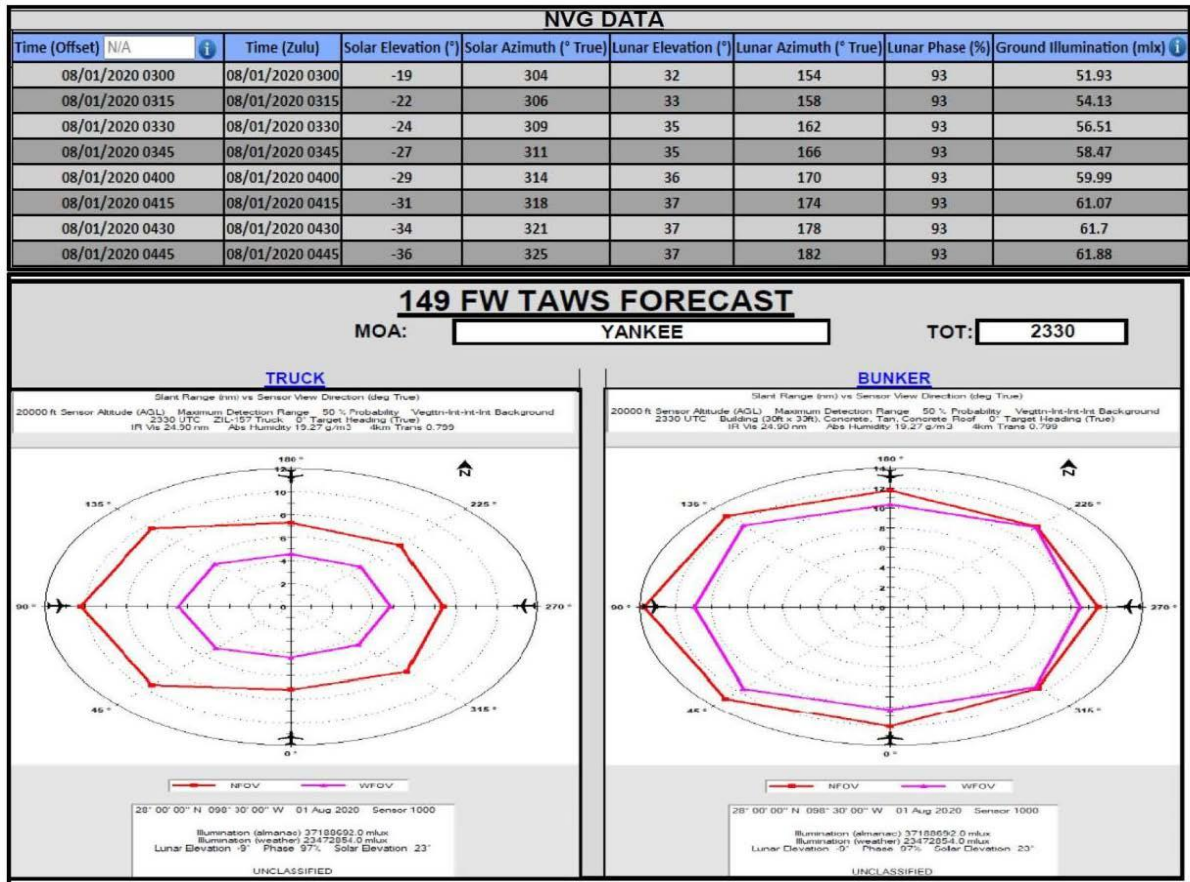 NVG DATA
Time (Offset) N/A i Time (Zulu) Solar Elevation (°) Solar Azimuth (° True) Lunar Elevation (°) Lunar Azimuth (° True) Lunar Phase (%) Ground Illumination (mlx) i
08/01/2020 0300 08/01/2020 0300 -19 304 32 154 93 51.93
08/01/2020 0315 08/01/2020 0315 -22 306 33 158 93 54.13
08/01/2020 0330 08/01/2020 0330 -24 309 35 162 93 56.51
08/01/2020 0345 08/01/2020 0345 -27 311 35 166 93 58.47
08/01/2020 0400 08/01/2020 0400 -29 314 36 170 93 59.99
08/01/2020 0415 08/01/2020 0415 -31 318 37 174 93 61.07
08/01/2020 0430 08/01/2020 0430 -34 321 37 178 93 61.7
08/01/2020 0445 08/01/2020 0445 -36 325 37 182 93 61.88
149 FW TAWS FORECAST
MOA: YANKEE TOT: 2330
TRUCK
Slant Range (nm) vs Sensor View Direction (deg True)
20000 ft Sensor Altitude (AGL) Maximum Detection Range 50 % Probability Vegttn-Int-Int-Int Background
2330 UTC ZIL-157 Truck 0° Target Heading (True)
IR Vis 24.90 nm Abs Humidity 19.27 g/m3 4km Trans 0.799
180°
N
12
135° 225°
10
8
6
4
2
90° 0 270°
45° 315°
0°
NFOV WFOV
28° 00' 00" N 098° 30' 00" W 01 Aug 2020 Sensor 1000
Illumination (almanac) 37188692.0 mlux
Illumination (weather) 23472854.0 mlux
Lunar Elevation -9° Phase 97% Solar Elevation 23°
UNCLASSIFIED
BUNKER
Slant Range (nm) vs Sensor View Direction (deg True)
20000 ft Sensor Altitude (AGL) Maximum Detection Range 50 % Probability Vegttn-Int-Int-Int Background
2330 UTC Building (30ft x 30ft), Concrete, Tan, Concrete Roof 0° Target Heading (True)
IR Vis 24.90 nm Abs Humidity 19.27 g/m3 4km Trans 0.799
180°
N
14
135° 225°
12
10
8
6
4
2
90° 0 270°
45° 315°
0°
NFOV WFOV
28° 00' 00" N 098° 30' 00" W 01 Aug 2020 Sensor 1000
Illumination (almanac) 37188692.0 mlux
Illumination (weather) 23472854.0 mlux
Lunar Elevation -9° Phase 97% Solar Elevation 23°
UNCLASSIFIED